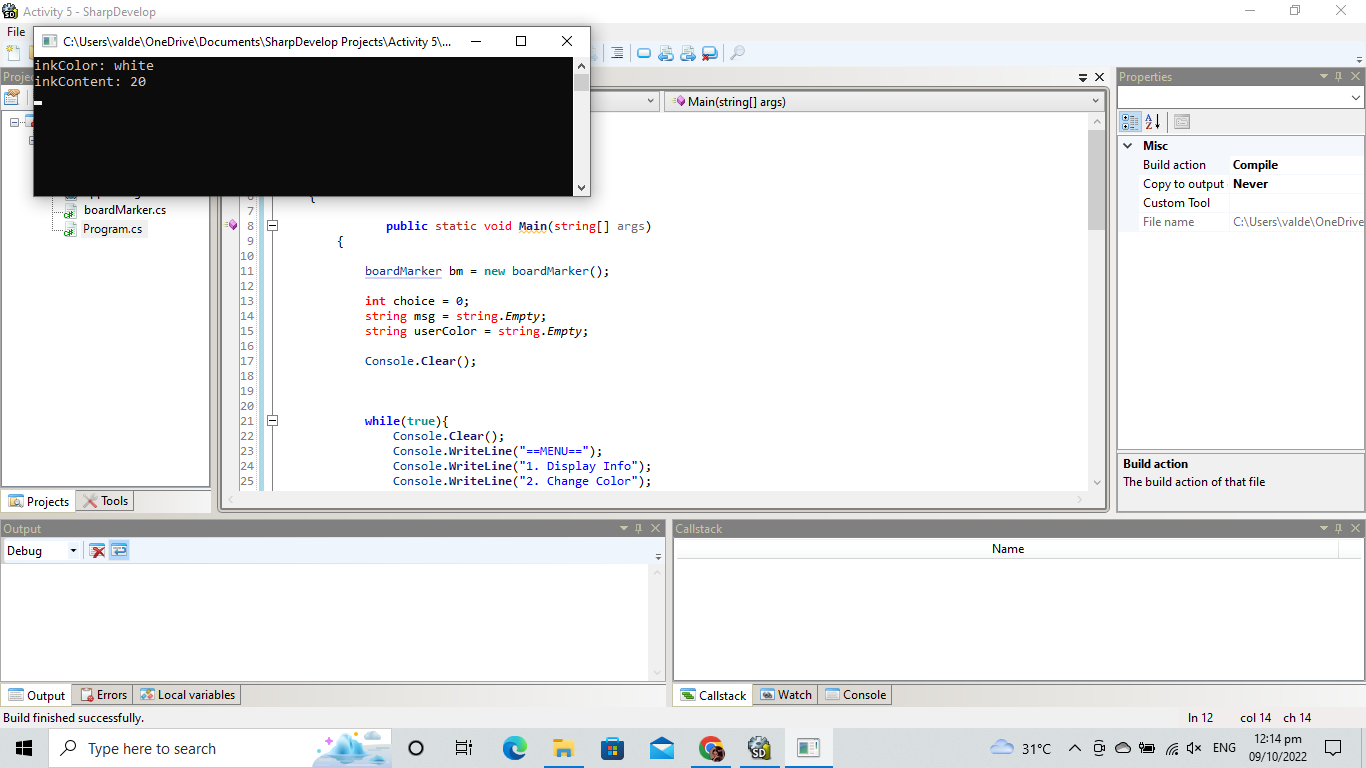 Activity 5 - SharpDevelop
File
C:\Users\valde\OneDrive\Documents\SharpDevelop Projects\Activity 5\...
inkColor: white
inkContent: 20
Main(string[] args)
boardMarker.cs
Program.cs
6 {
7
8 public static void Main(string[] args)
9 {
10
11 boardMarker bm = new boardMarker();
12
13 int choice = 0;
14 string msg = string.Empty;
15 string userColor = string.Empty;
16
17 Console.Clear();
18
19
20
21 while(true){
22 Console.Clear();
23 Console.WriteLine("==MENU==");
24 Console.WriteLine("1. Display Info");
25 Console.WriteLine("2. Change Color");
Projects Tools
Properties
Misc
Build action Compile
Copy to output Never
Custom Tool
File name C:\Users\valde\OneDrive
Build action
The build action of that file
Output
Debug
Callstack
Name
Output Errors Local variables
Callstack Watch Console
Build finished successfully.
ln 12 col 14 ch 14
Type here to search
31°C ENG
12:14 pm
09/10/2022